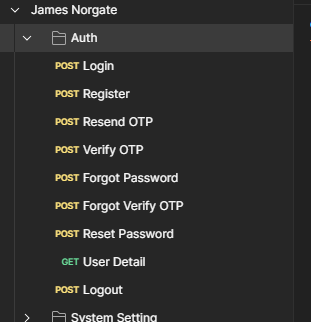 James Norgate
Auth
POST Login
POST Register
POST Resend OTP
POST Verify OTP
POST Forgot Password
POST Forgot Verify OTP
POST Reset Password
GET User Detail
POST Logout
System Setting